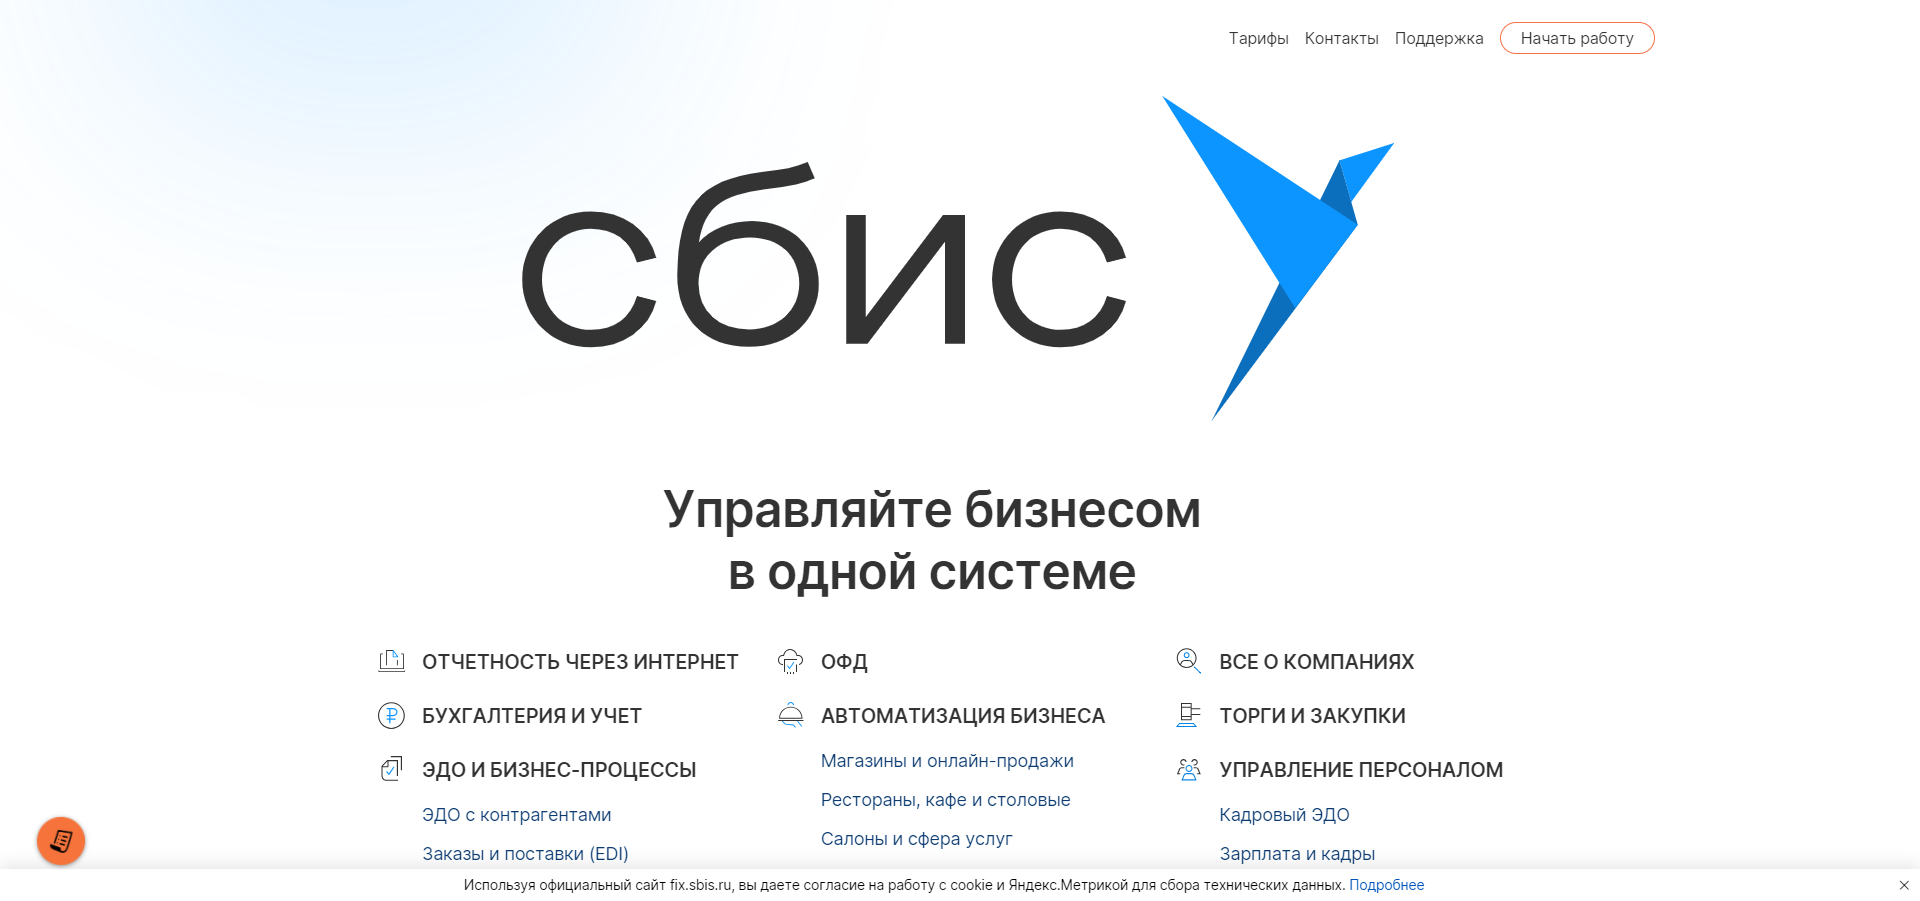 Тарифы Контакты Поддержка Начать работу
сбис
Управляйте бизнесом
в одной системе
ОТЧЕТНОСТЬ ЧЕРЕЗ ИНТЕРНЕТ
БУХГАЛТЕРИЯ И УЧЕТ
ЭДО И БИЗНЕС-ПРОЦЕССЫ
ЭДО с контрагентами
Заказы и поставки (EDI)
ОФД
АВТОМАТИЗАЦИЯ БИЗНЕСА
Магазины и онлайн-продажи
Рестораны, кафе и столовые
Салоны и сфера услуг
ВСЕ О КОМПАНИЯХ
ТОРГИ И ЗАКУПКИ
УПРАВЛЕНИЕ ПЕРСОНАЛОМ
Кадровый ЭДО
Зарплата и кадры
Используя официальный сайт fix.sbis.ru, вы даете согласие на работу с cookie и Яндекс.Метрикой для сбора технических данных. Подробнее